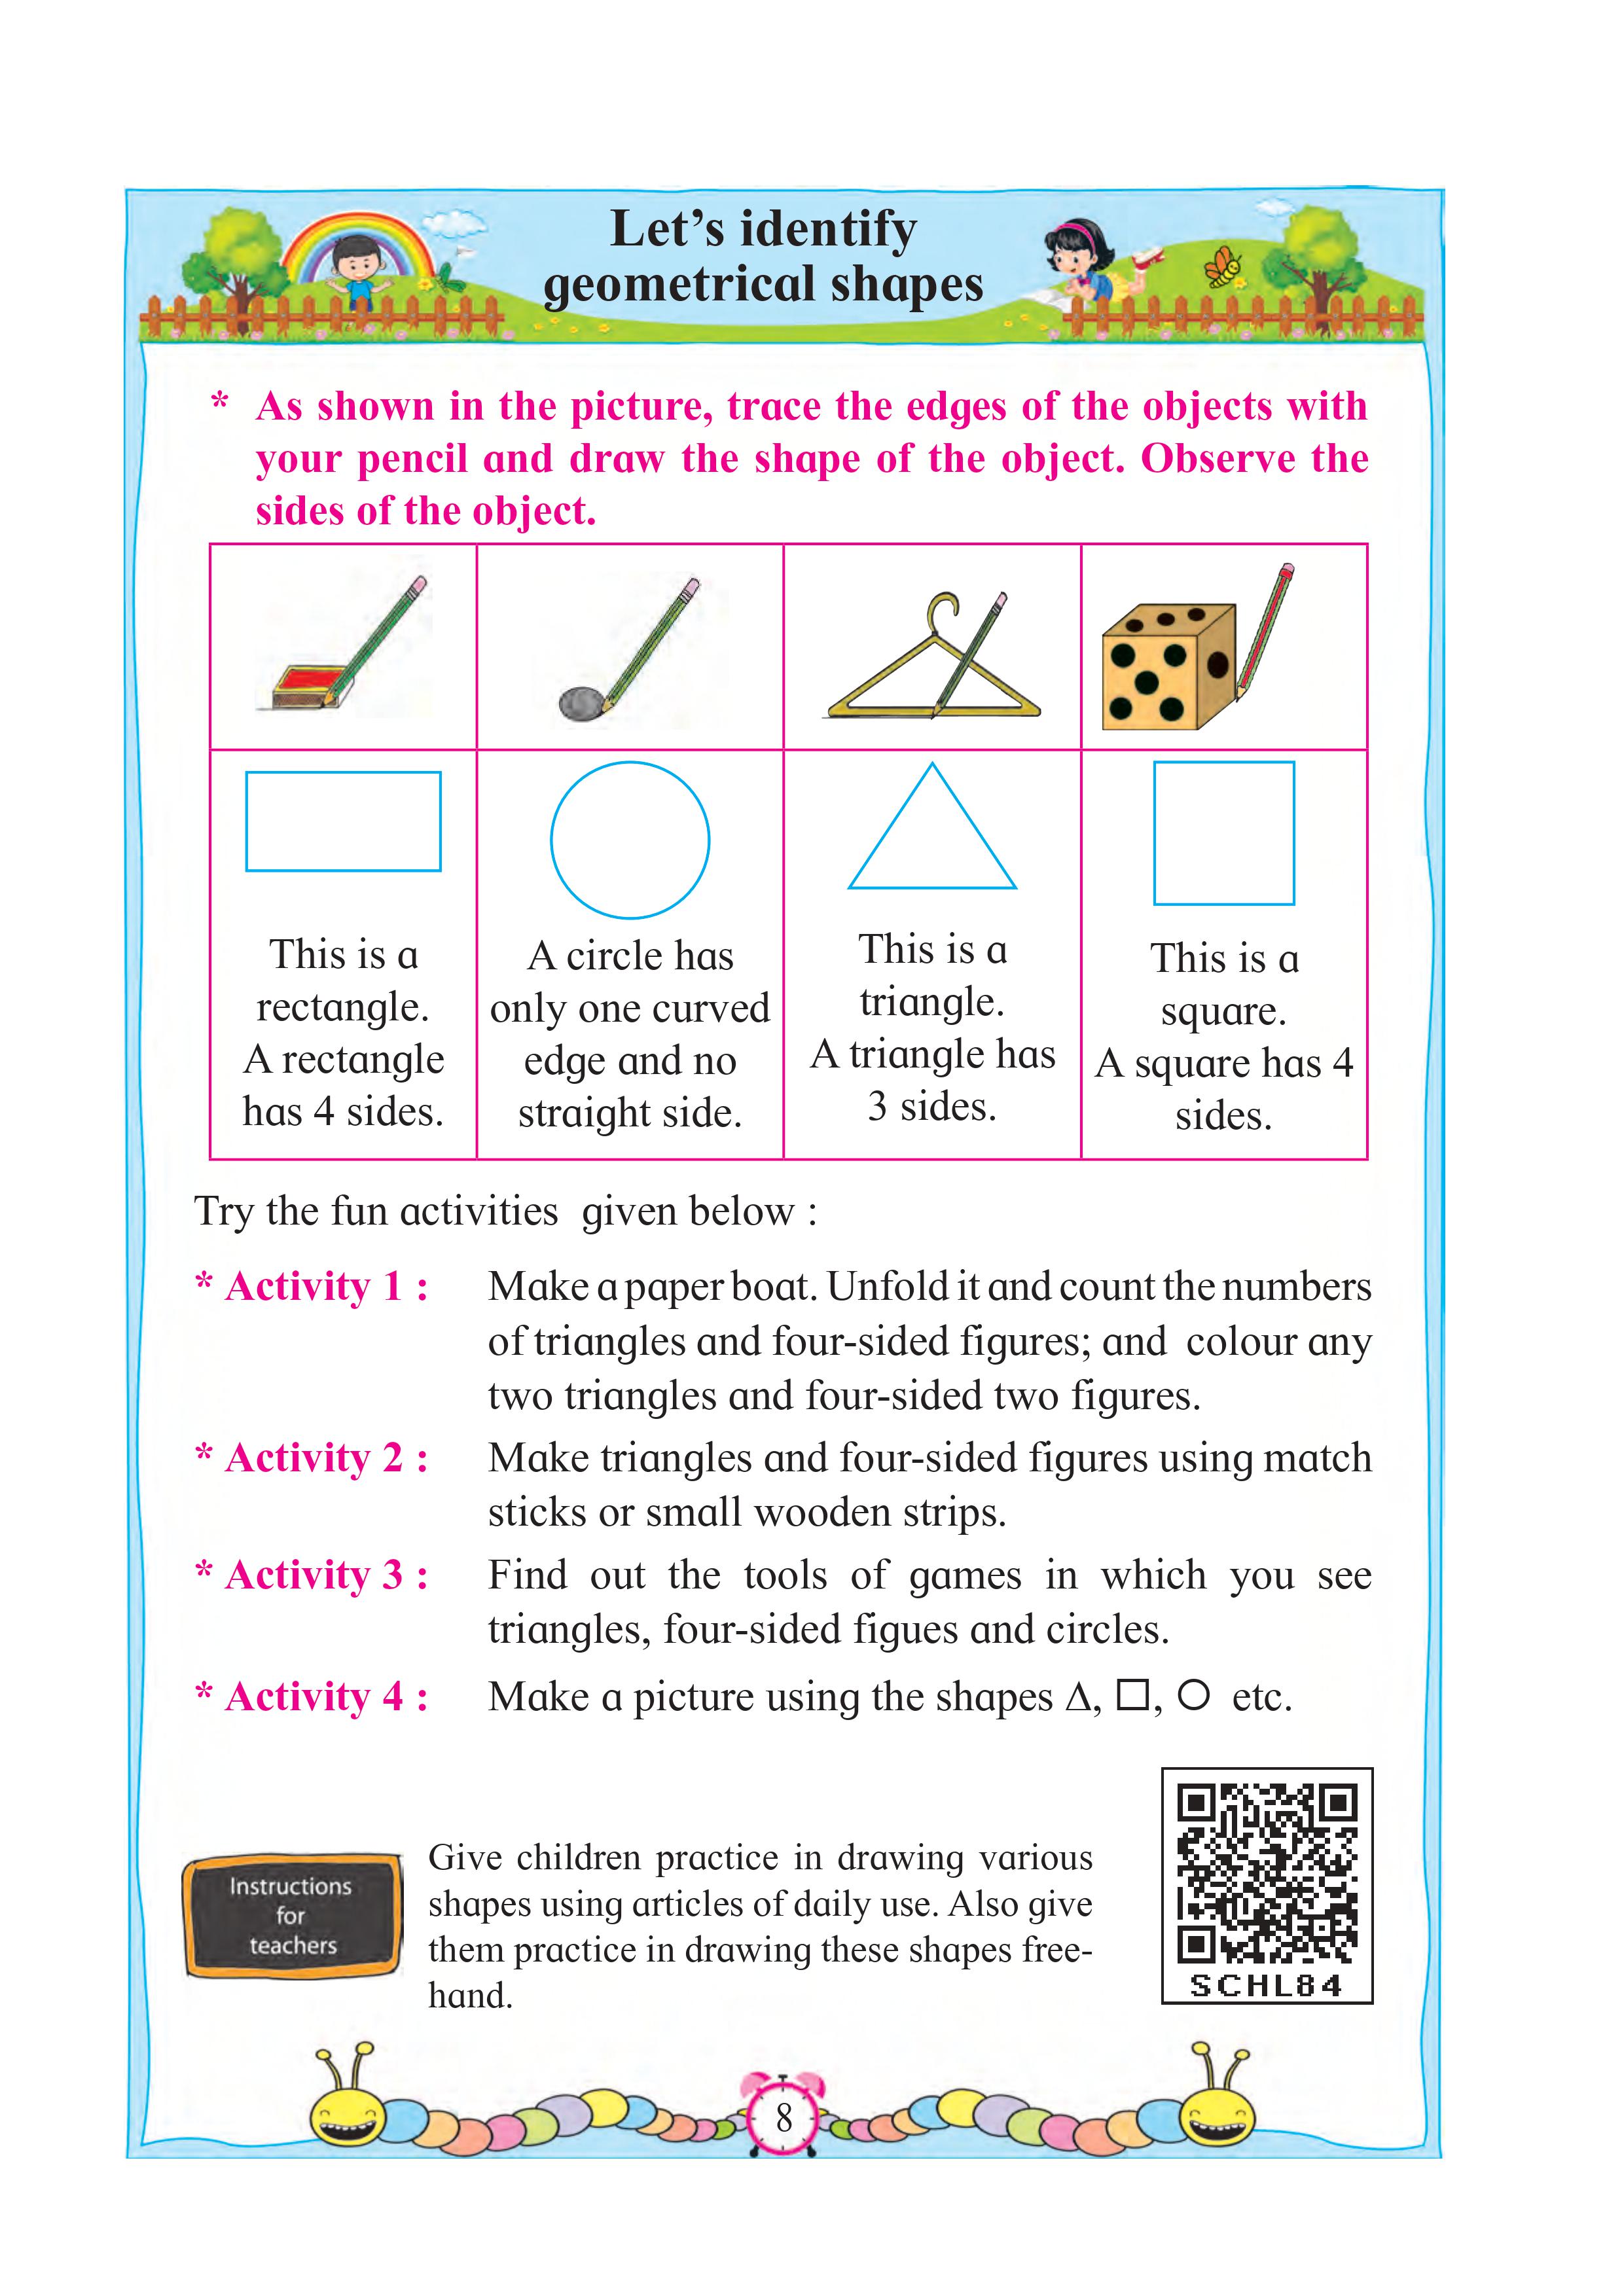 Let's identify
geometrical shapes
* As shown in the picture, trace the edges of the objects with
your pencil and draw the shape of the object. Observe the
sides of the object.
This is a
rectangle.
A rectangle
has 4 sides.
A circle has
only one curved
edge and no
straight side.
This is a
triangle.
A triangle has
3 sides.
This is a
square.
A square has 4
sides.
Try the fun activities given below :
* Activity 1 : Make a paper boat. Unfold it and count the numbers
of triangles and four-sided figures; and colour any
two triangles and four-sided two figures.
* Activity 2 : Make triangles and four-sided figures using match
sticks or small wooden strips.
* Activity 3 : Find out the tools of games in which you see
triangles, four-sided figues and circles.
* Activity 4 : Make a picture using the shapes Δ, □, ○ etc.
Instructions
for
teachers
Give children practice in drawing various
shapes using articles of daily use. Also give
them practice in drawing these shapes free-
hand.
SCHL84
8